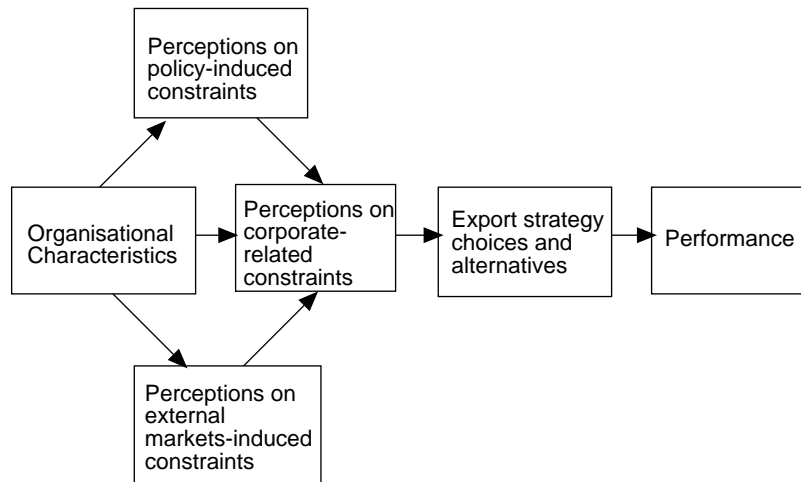 Perceptions on
policy-induced
constraints
Organisational
Characteristics
Perceptions on
corporate-
related
constraints
Export strategy
choices and
alternatives
Performance
Perceptions on
external
markets-induced
constraints